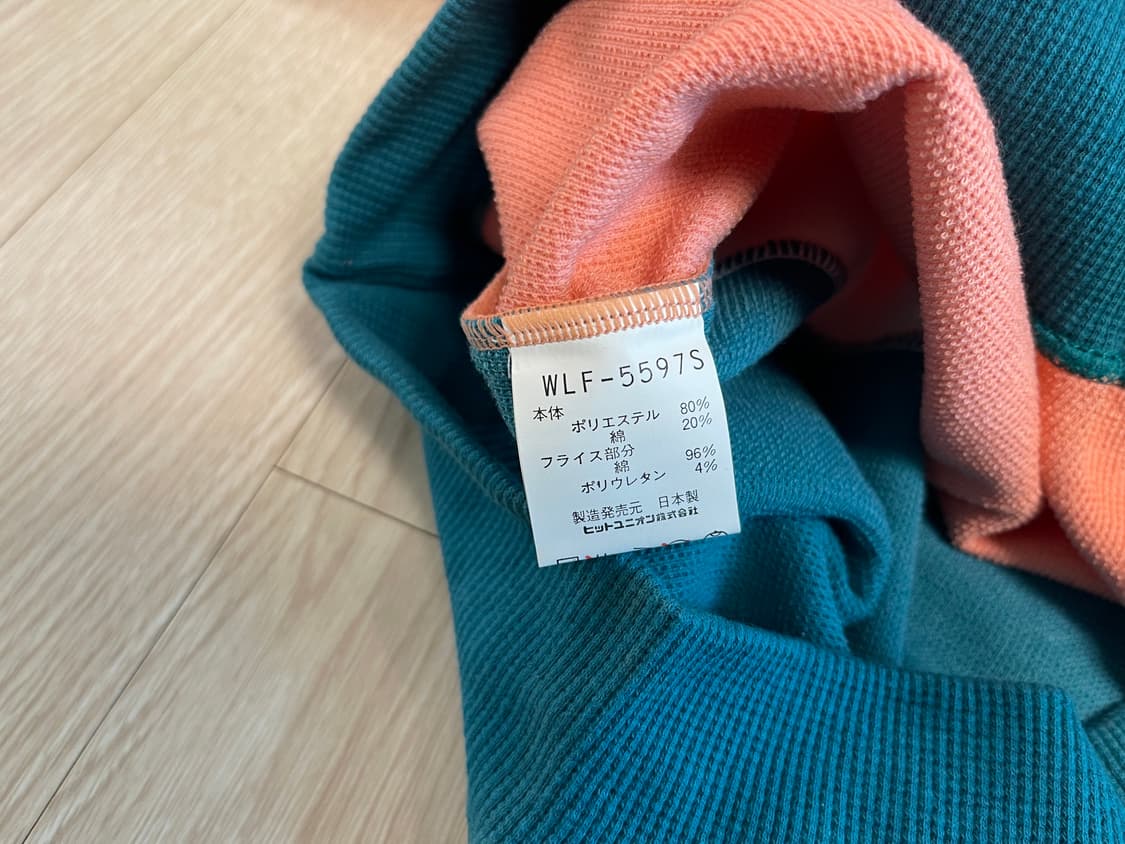 WLF-5597S
本体
ポリエステル 80%
綿 20%
フライス部分
綿 96%
ポリウレタン 4%
製造発売元 日本製
ヒットユニオン株式会社